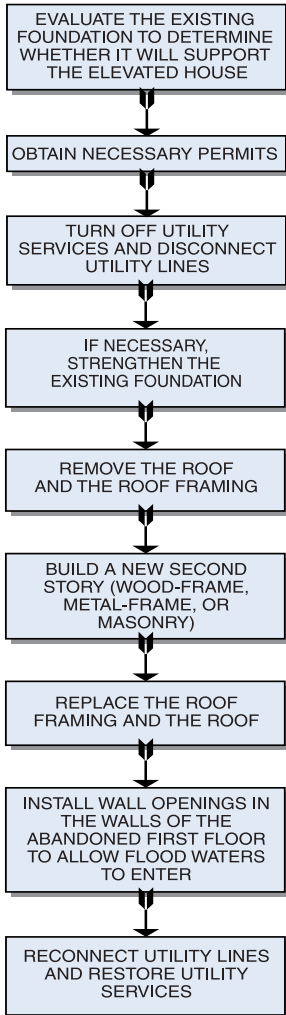 EVALUATE THE EXISTING
FOUNDATION TO DETERMINE
WHETHER IT WILL SUPPORT
THE ELEVATED HOUSE
OBTAIN NECESSARY PERMITS
TURN OFF UTILITY
SERVICES AND DISCONNECT
UTILITY LINES
IF NECESSARY,
STRENGTHEN THE
EXISTING FOUNDATION
REMOVE THE ROOF
AND THE ROOF FRAMING
BUILD A NEW SECOND
STORY (WOOD-FRAME,
METAL-FRAME, OR
MASONRY)
REPLACE THE ROOF
FRAMING AND THE ROOF
INSTALL WALL OPENINGS IN
THE WALLS OF THE
ABANDONED FIRST FLOOR
TO ALLOW FLOOD WATERS
TO ENTER
RECONNECT UTILITY LINES
AND RESTORE UTILITY
SERVICES